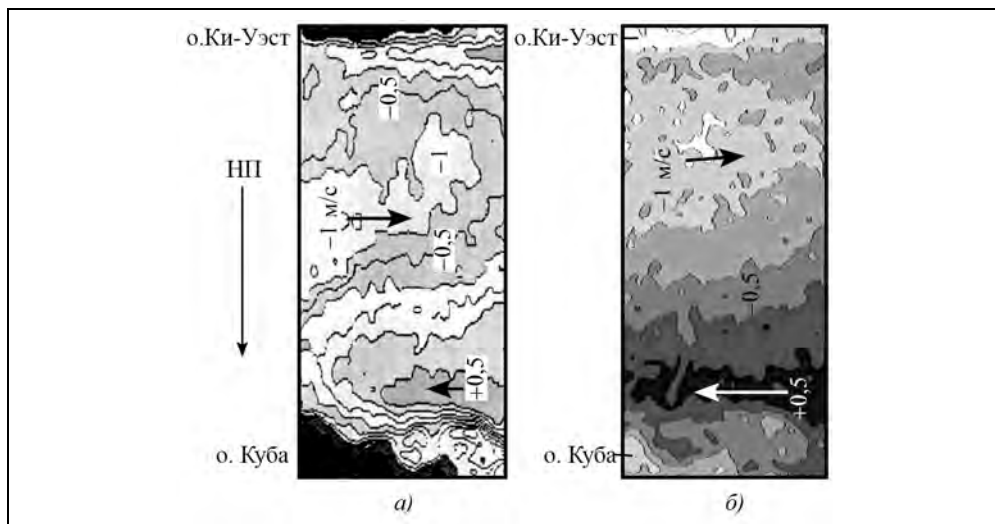 о.Ки-Уэст
НП
о. Куба
−0,5
−1
−1 м/с
−0,5
+0,5
а)
о.Ки-Уэст
о. Куба
−1 м/с
−0,5
+0,5
б)